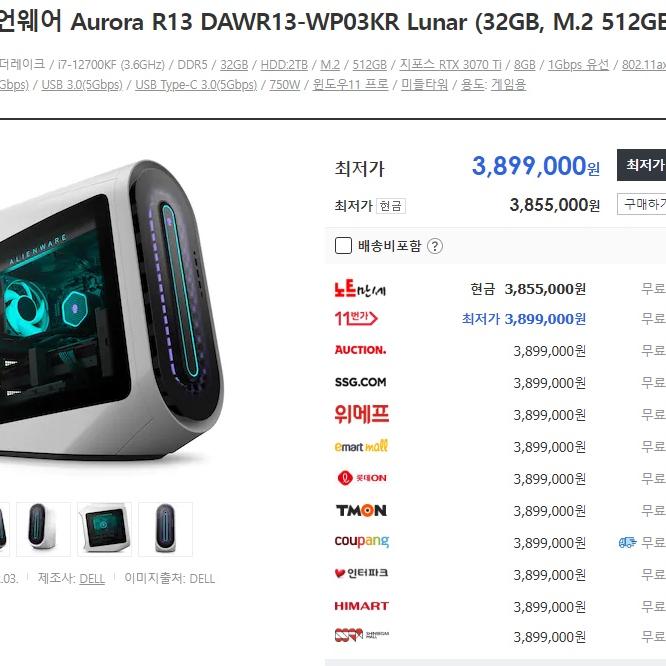 언웨어 Aurora R13 DAWR13-WP03KR Lunar (32GB, M.2 512GB
더레이크 / i7-12700KF (3.6GHz) / DDR5 / 32GB / HDD:2TB / M.2 / 512GB / 지포스 RTX 3070 Ti / 8GB / 1Gbps 유선 / 802.11ax
Gbps) / USB 3.0(5Gbps) / USB Type-C 3.0(5Gbps) / 750W / 윈도우11 프로 / 미들타워 / 용도: 게임용
최저가 3,899,000원 최저가
최저가 현금 3,855,000원 구매하기
배송비포함 ?
ALIENWARE
노트만세 현금 3,855,000원 무료
11번가 최저가 3,899,000원 무료
AUCTION. 3,899,000원 무료
SSG.COM 3,899,000원 무료
위메프 3,899,000원 무료
emart mall 3,899,000원 무료
롯데ON 3,899,000원 무료
TMON 3,899,000원 무료
coupang 3,899,000원 무료
인터파크 3,899,000원 무료
HIMART 3,899,000원 무료
SHINSEGAE MALL 3,899,000원 무료
.03. 제조사: DELL 이미지출처: DELL